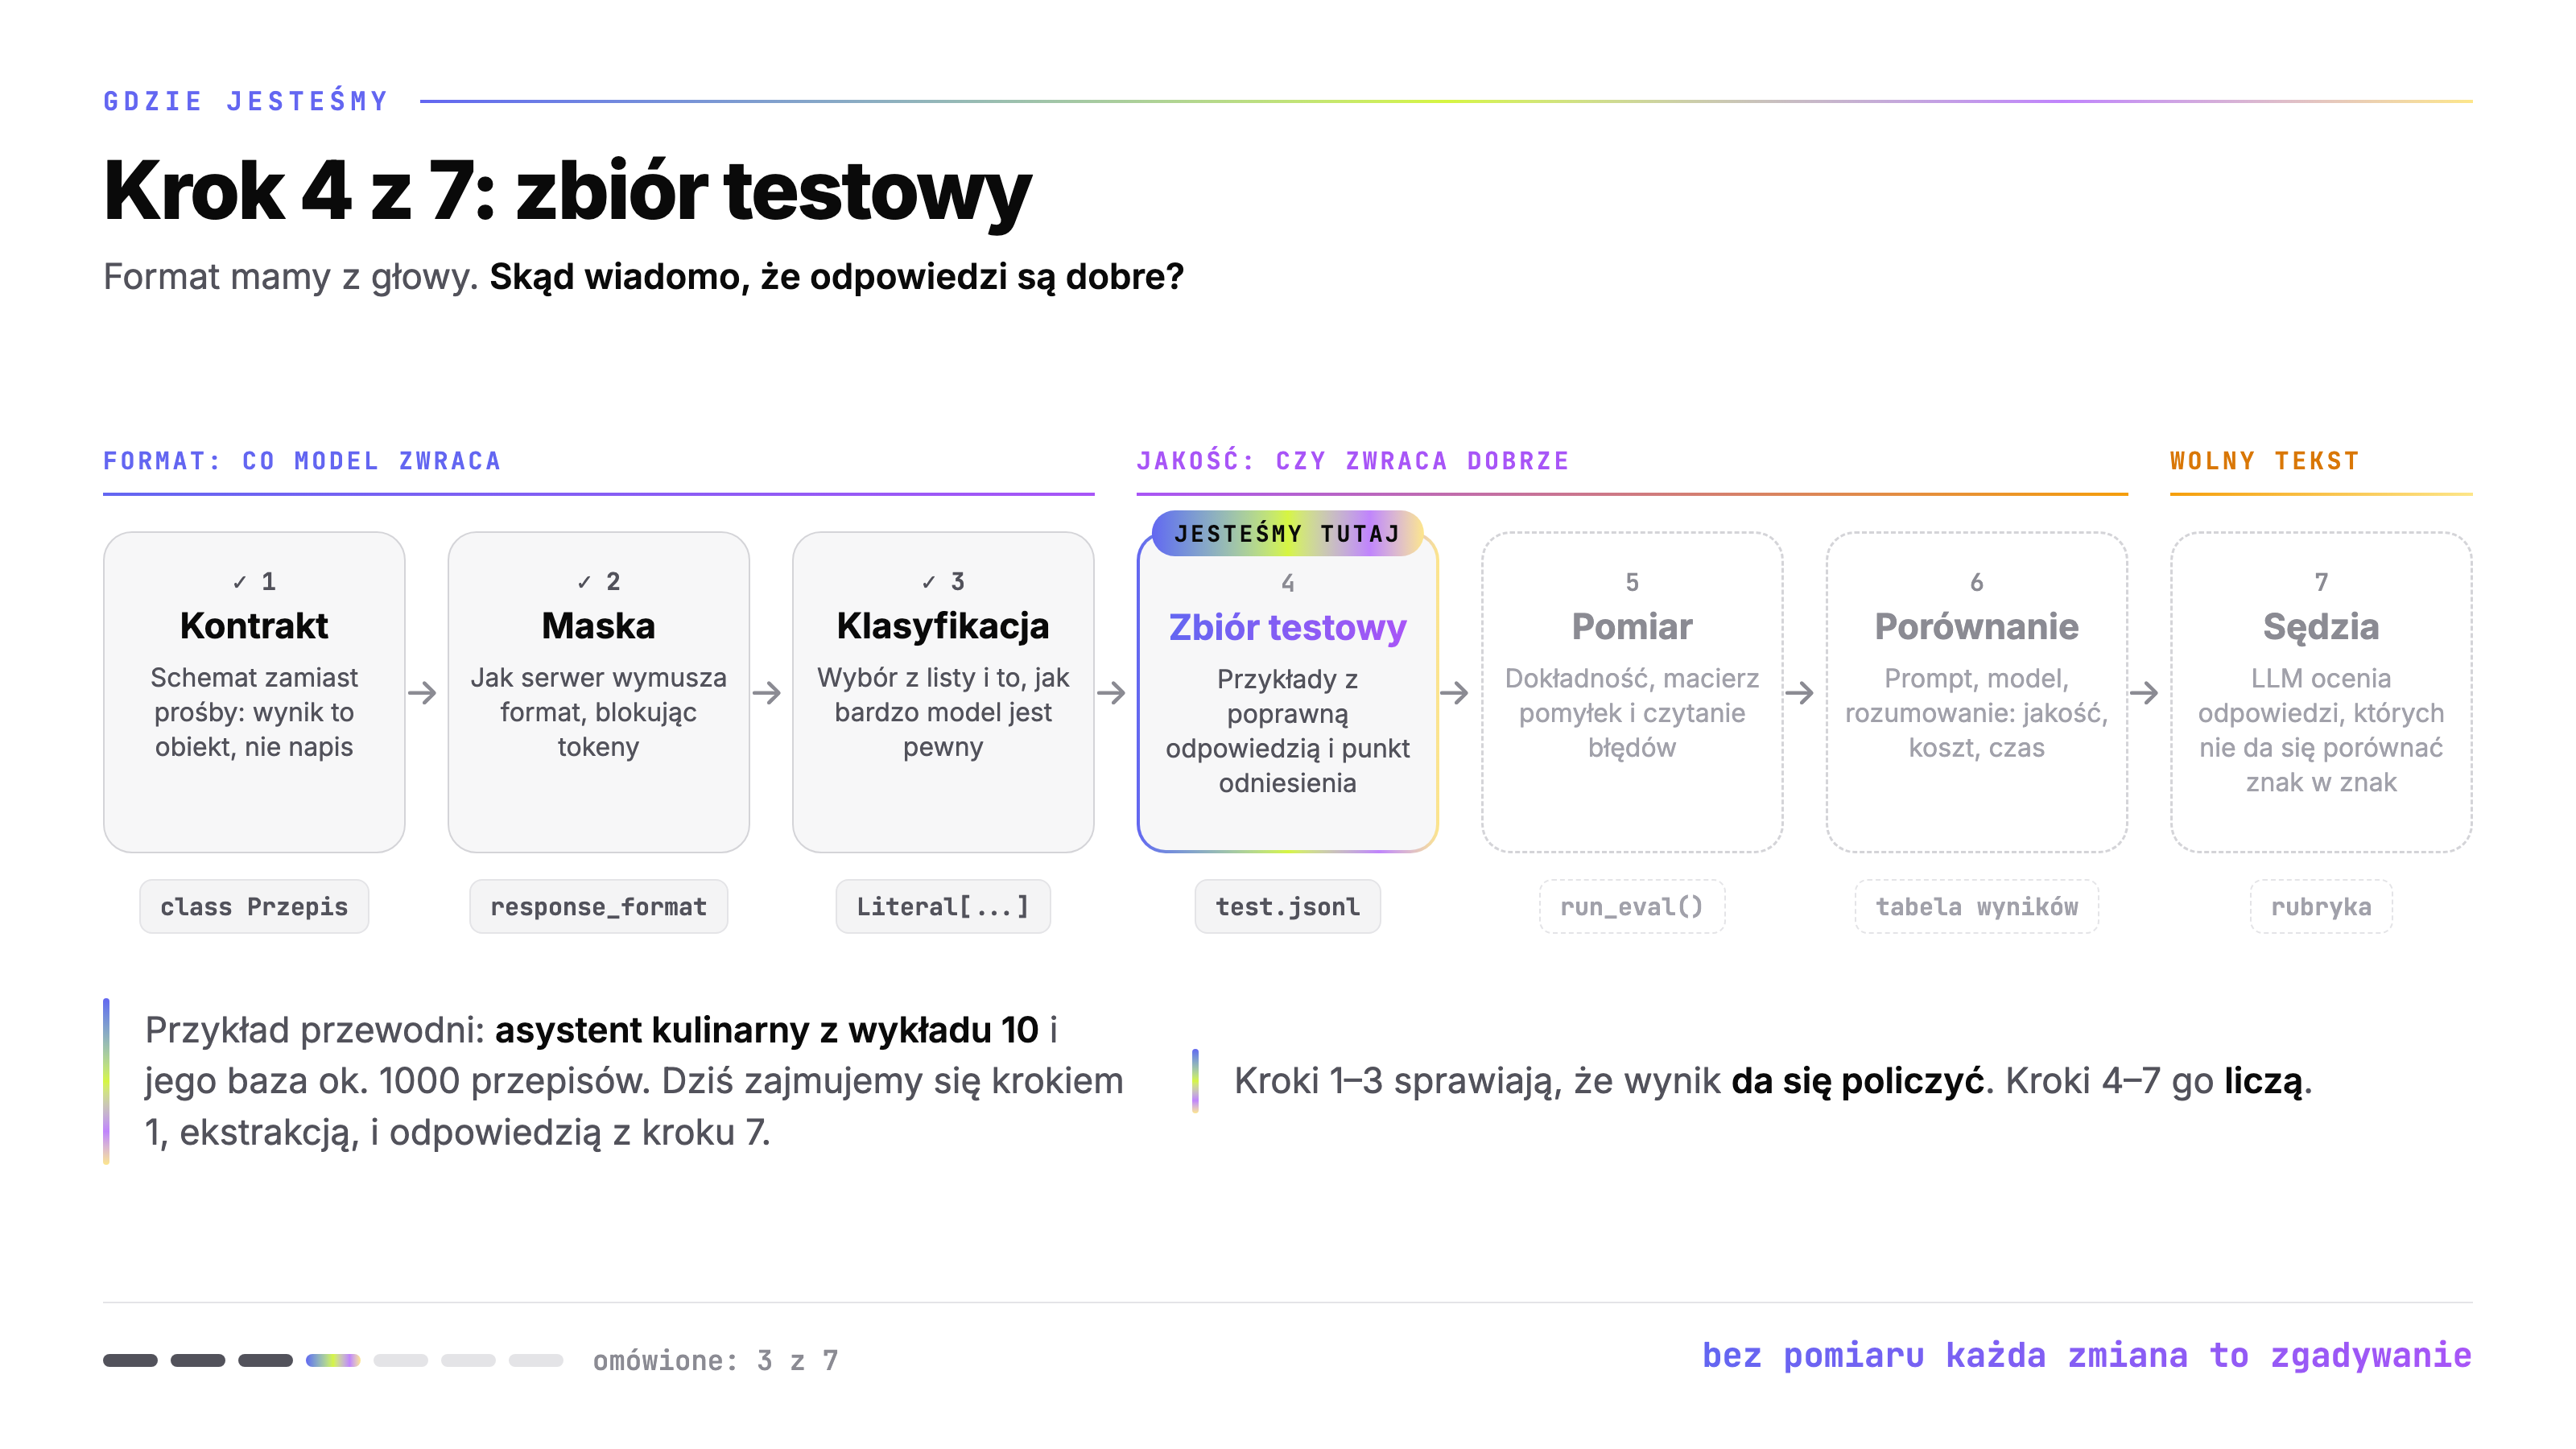 GDZIE JESTEŚMY
Krok 4 z 7: zbiór testowy
Format mamy z głowy. Skąd wiadomo, że odpowiedzi są dobre?
FORMAT: CO MODEL ZWRACA
✓ 1
Kontrakt
Schemat zamiast
prośby: wynik to
obiekt, nie napis
class Przepis
✓ 2
Maska
Jak serwer wymusza
format, blokując
tokeny
response_format
✓ 3
Klasyfikacja
Wybór z listy i to, jak
bardzo model jest
pewny
Literal[...]
JAKOŚĆ: CZY ZWRACA DOBRZE
JESTEŚMY TUTAJ
4
Zbiór testowy
Przykłady z
poprawną
odpowiedzią i punkt
odniesienia
test.jsonl
5
Pomiar
Dokładność, macierz
pomyłek i czytanie
błędów
run_eval()
6
Porównanie
Prompt, model,
rozumowanie: jakość,
koszt, czas
tabela wyników
WOLNY TEKST
7
Sędzia
LLM ocenia
odpowiedzi, których
nie da się porównać
znak w znak
rubryka
Przykład przewodni: asystent kulinarny z wykładu 10 i
jego baza ok. 1000 przepisów. Dziś zajmujemy się krokiem
1, ekstrakcją, i odpowiedzią z kroku 7.
Kroki 1–3 sprawiają, że wynik da się policzyć. Kroki 4–7 go liczą.
omówione: 3 z 7
bez pomiaru każda zmiana to zgadywanie